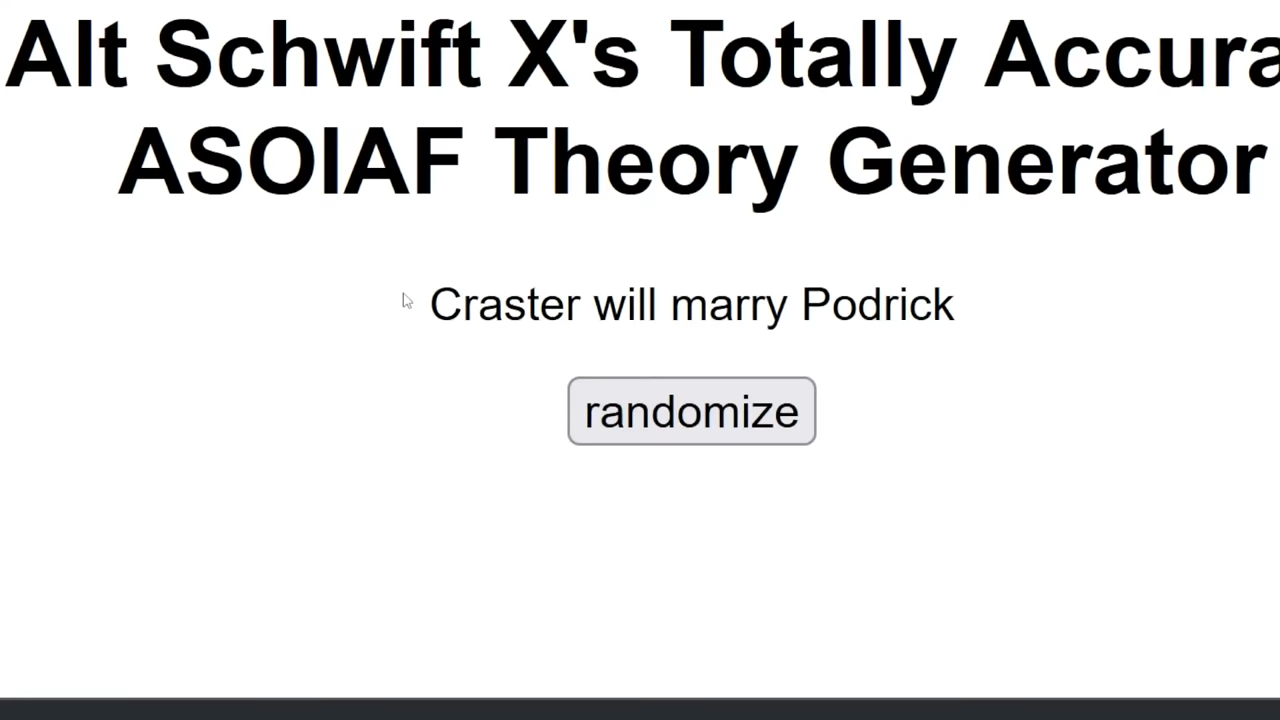 Alt Schwift X's Totally Accura
ASOIAF Theory Generator
Craster will marry Podrick
randomize